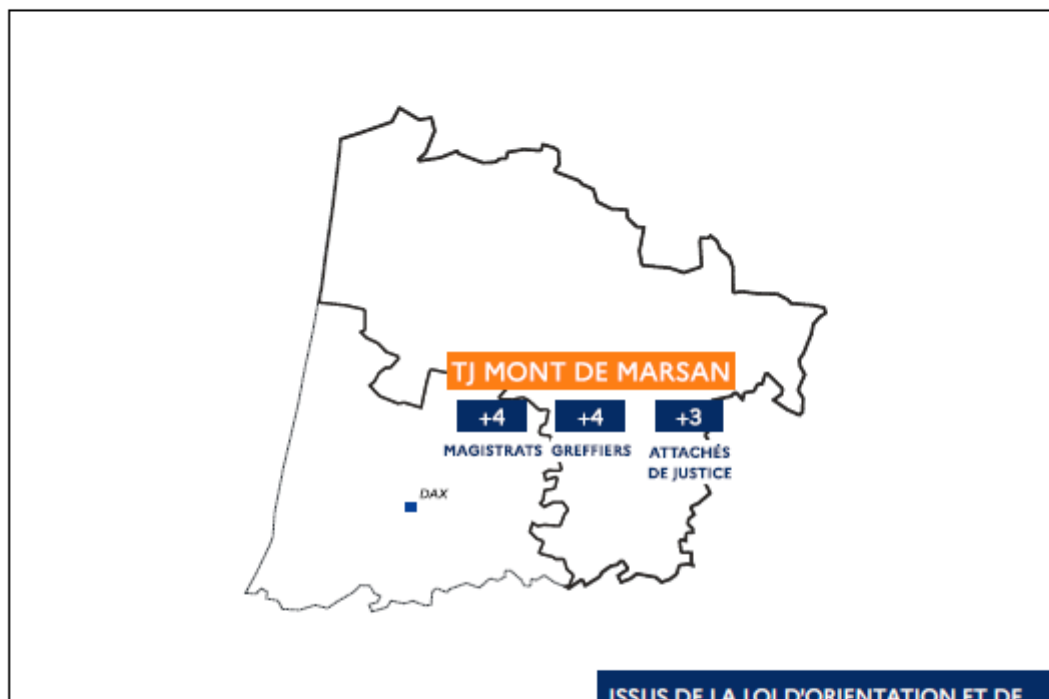 TJ MONT DE MARSAN
+4 +4 +3
MAGISTRATS GREFFIERS ATTACHÉS
DE JUSTICE
DAX
ISSUS DE LA LOI D'ORIENTATION ET DE